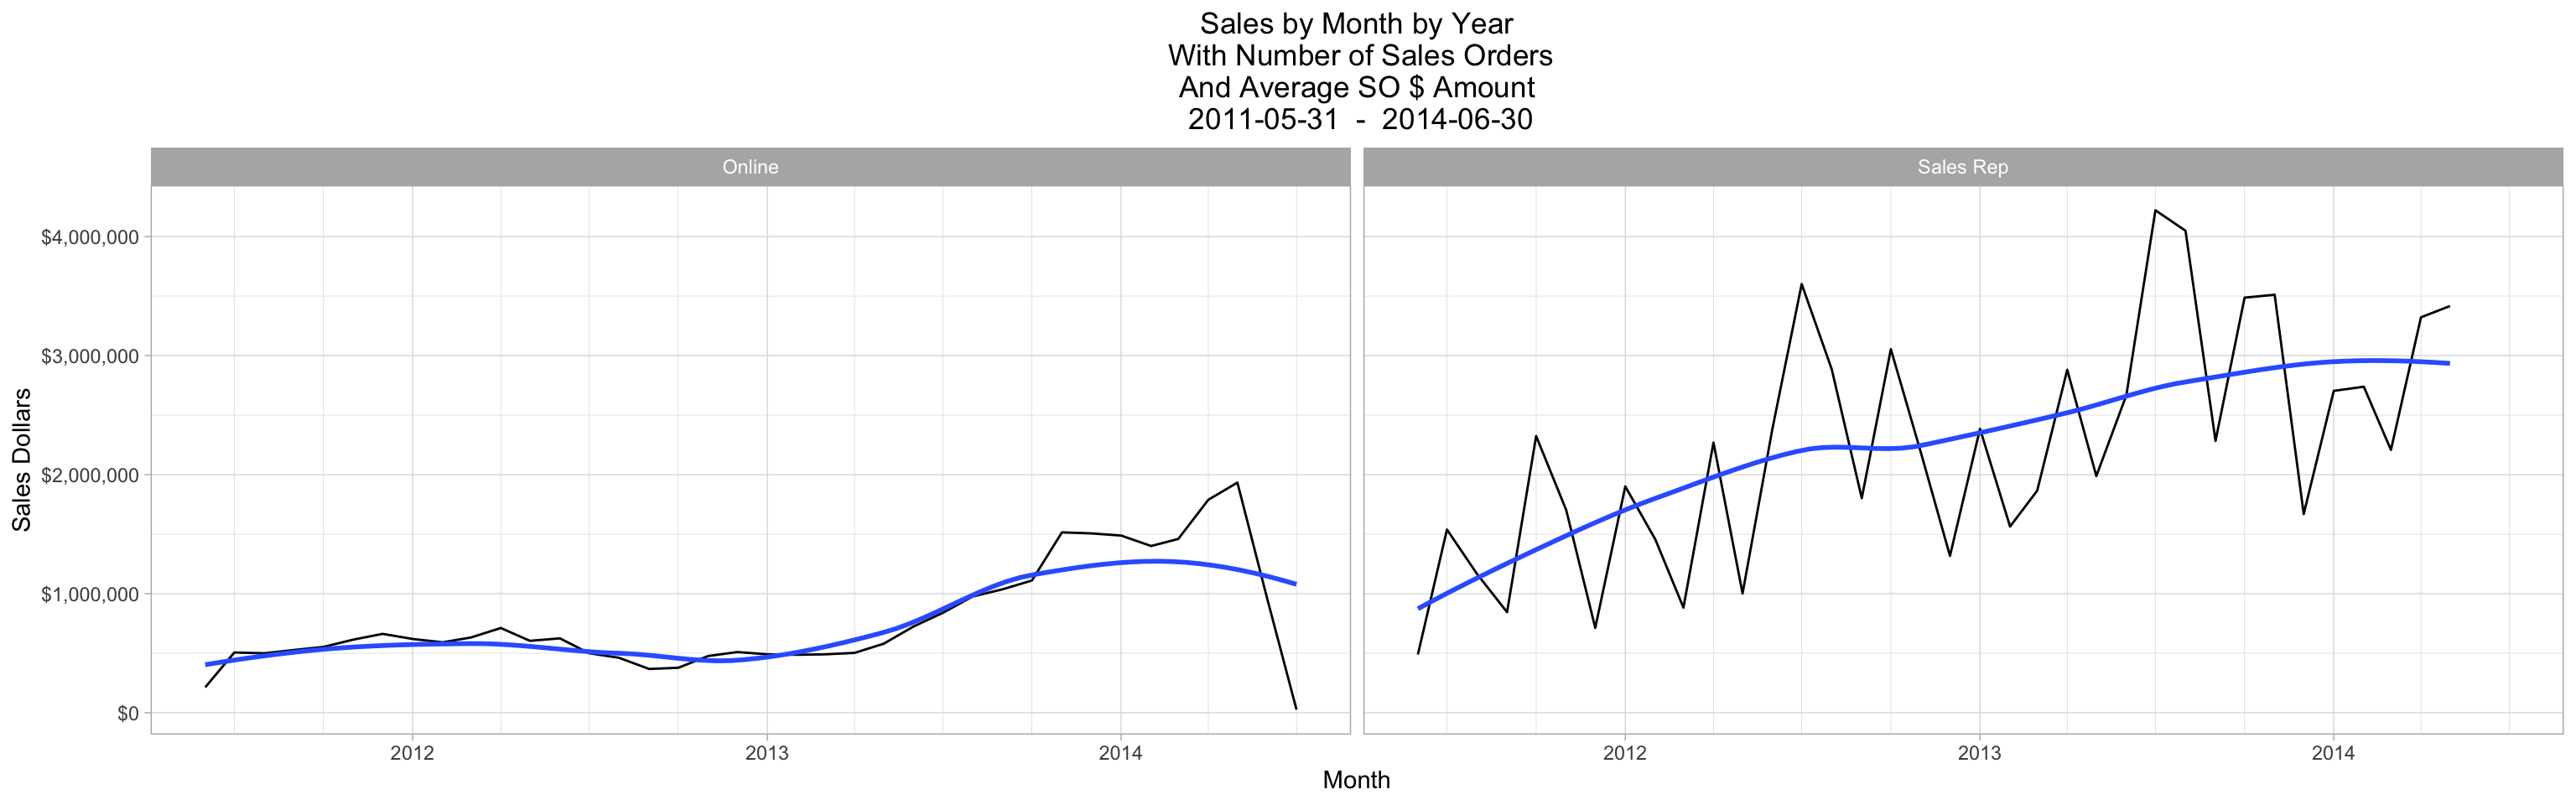 Sales by Month by Year
With Number of Sales Orders
And Average SO $ Amount
2011-05-31  -  2014-06-30
Online
Sales Rep
Sales Dollars
$4,000,000
$3,000,000
$2,000,000
$1,000,000
$0
2012
2013
2014
2012
2013
2014
Month